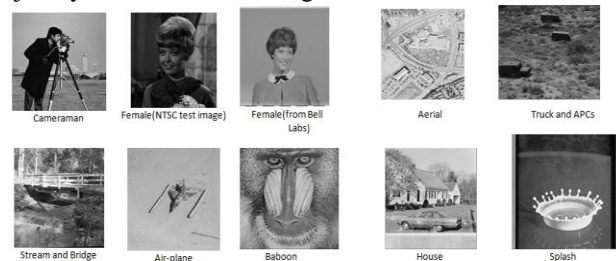 Cameraman
Female(NTSC test image)
Female(from Bell
Labs)
Aerial
Truck and APCs
Stream and Bridge
Air-plane
Baboon
House
Splash